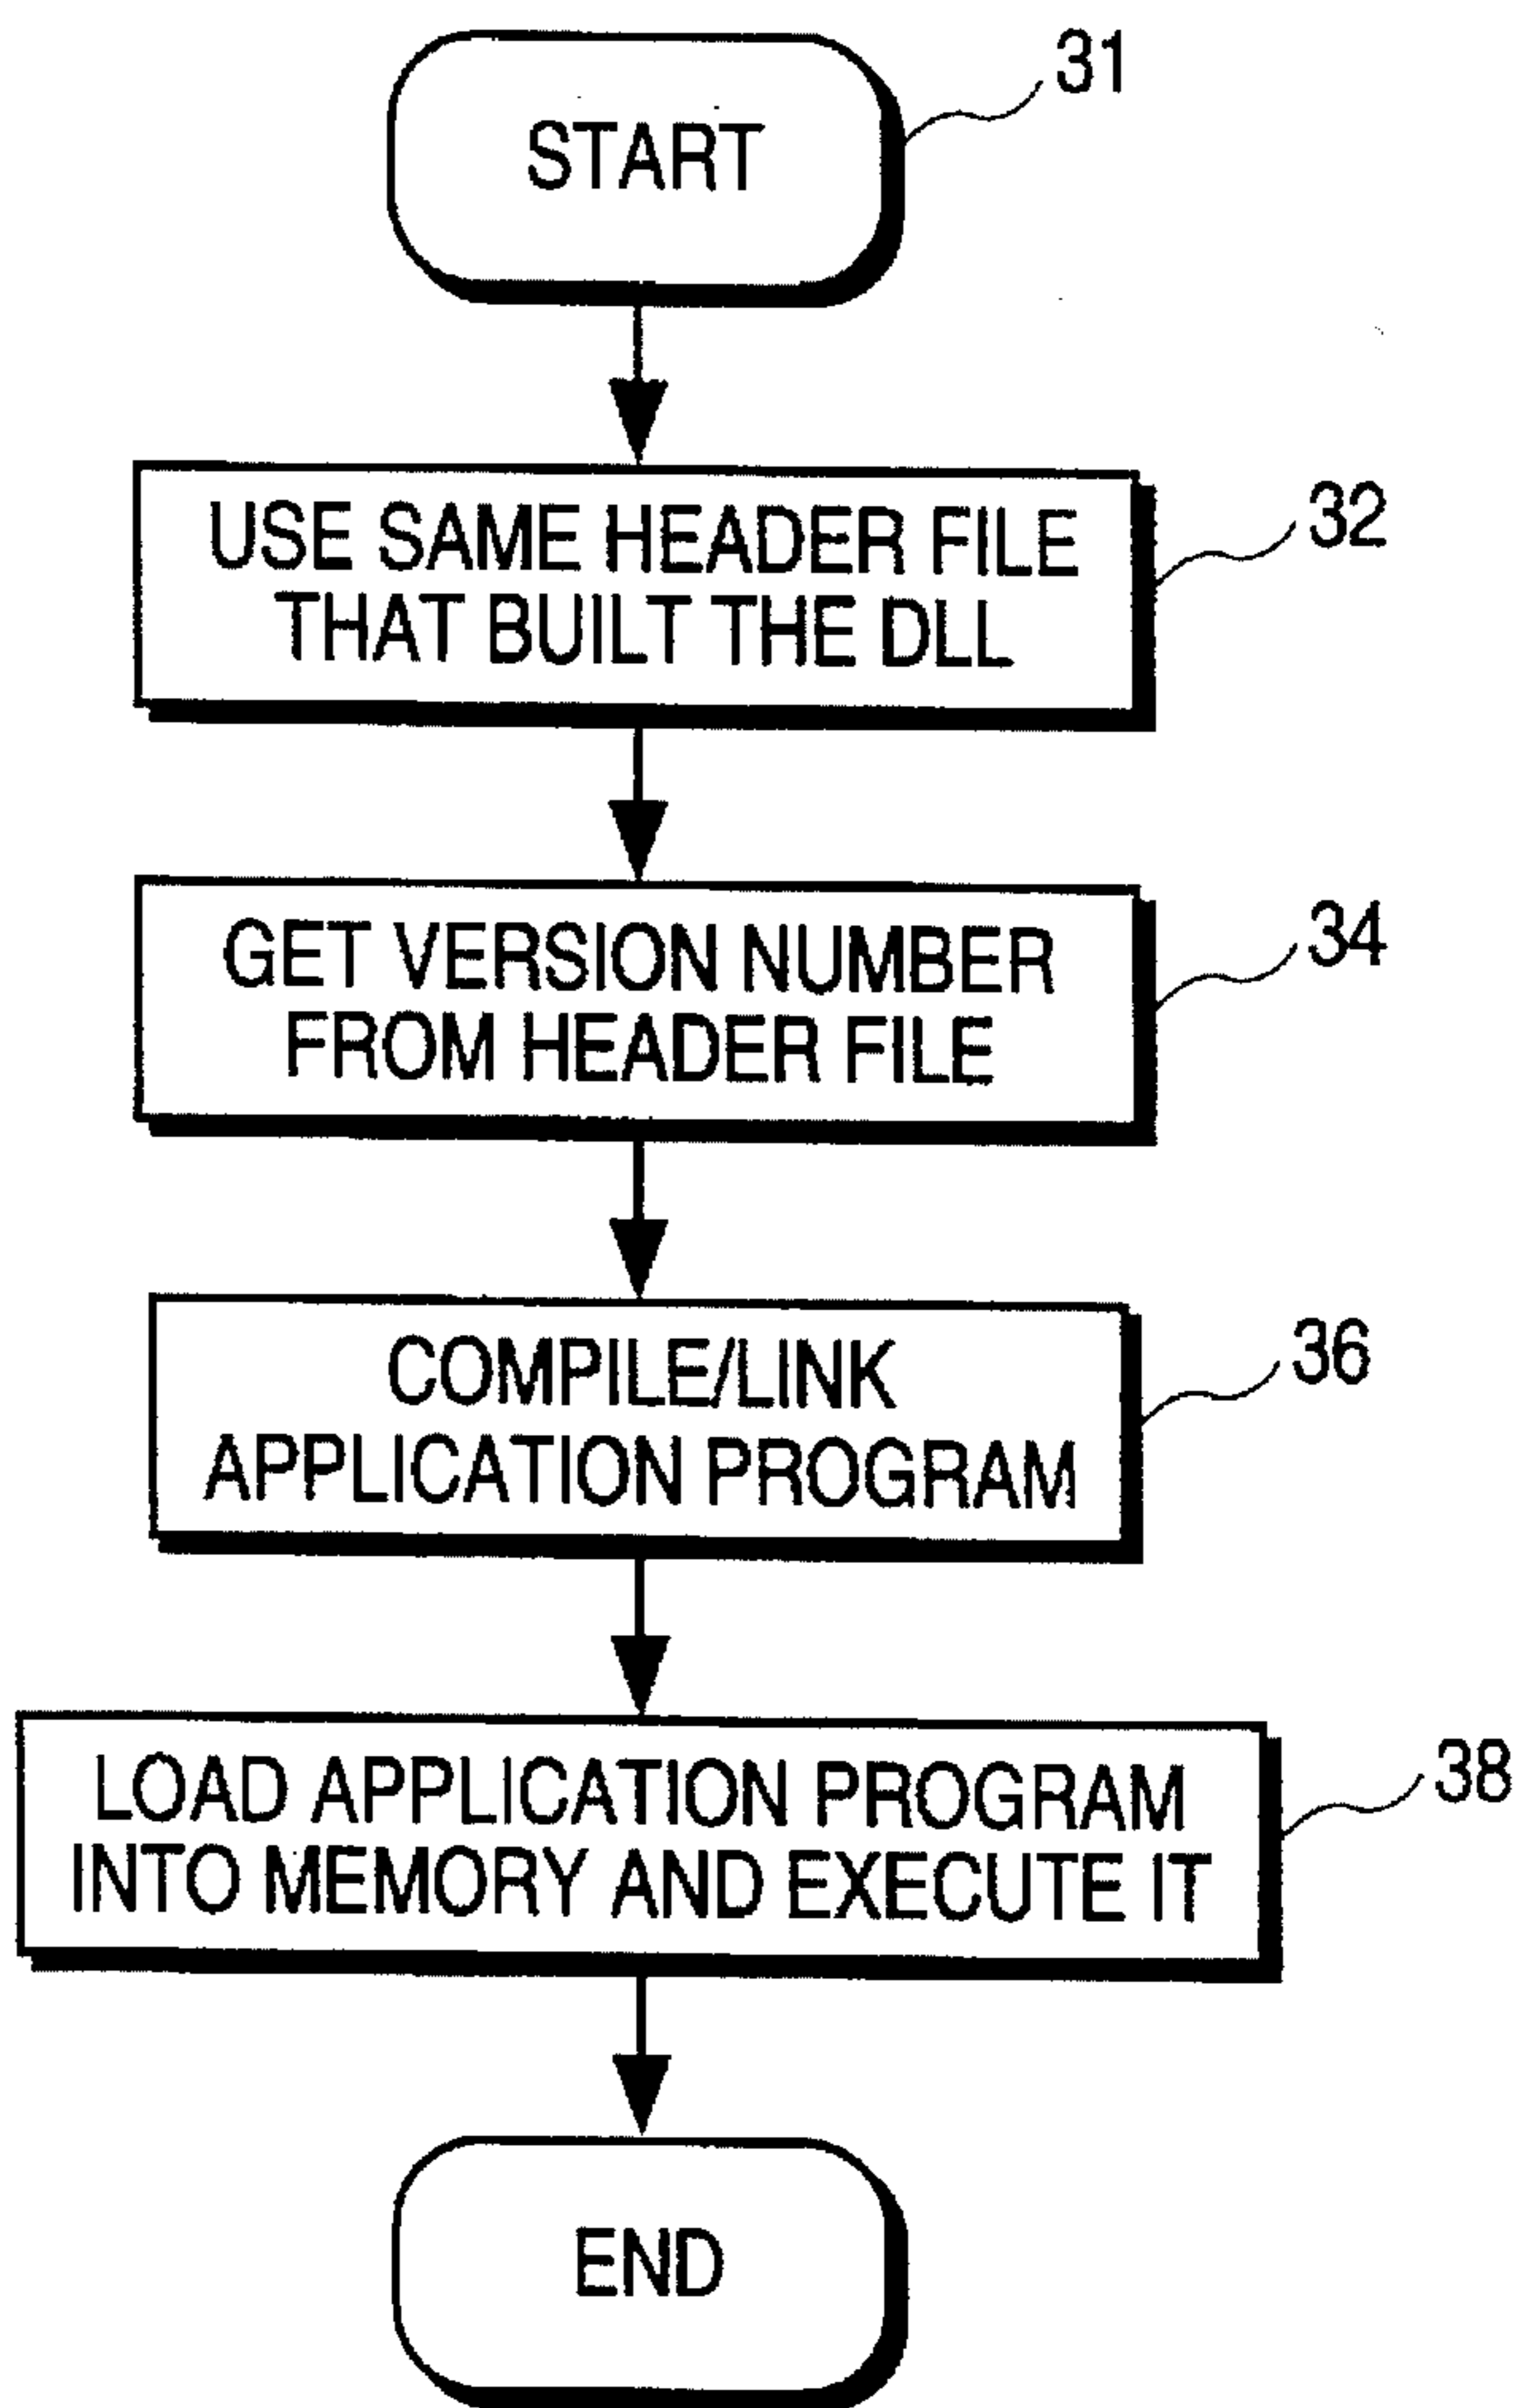 START
31
USE SAME HEADER FILE
THAT BUILT THE DLL
32
GET VERSION NUMBER
FROM HEADER FILE
34
COMPILE/LINK
APPLICATION PROGRAM
36
LOAD APPLICATION PROGRAM
INTO MEMORY AND EXECUTE IT
38
END